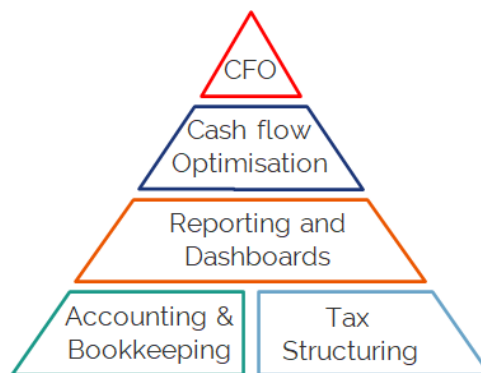 CFO
Cash flow
Optimisation
Reporting and
Dashboards
Accounting &
Bookkeeping
Tax
Structuring